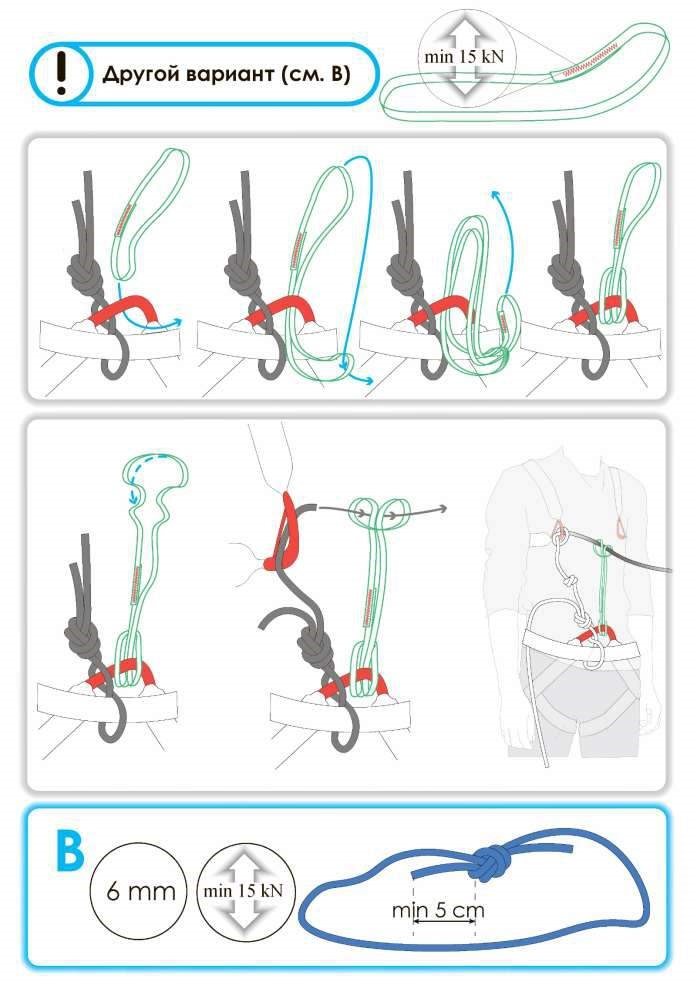 !
Другой вариант (см. В)
min 15 kN
B
6 mm
min 15 kN
min 5 cm